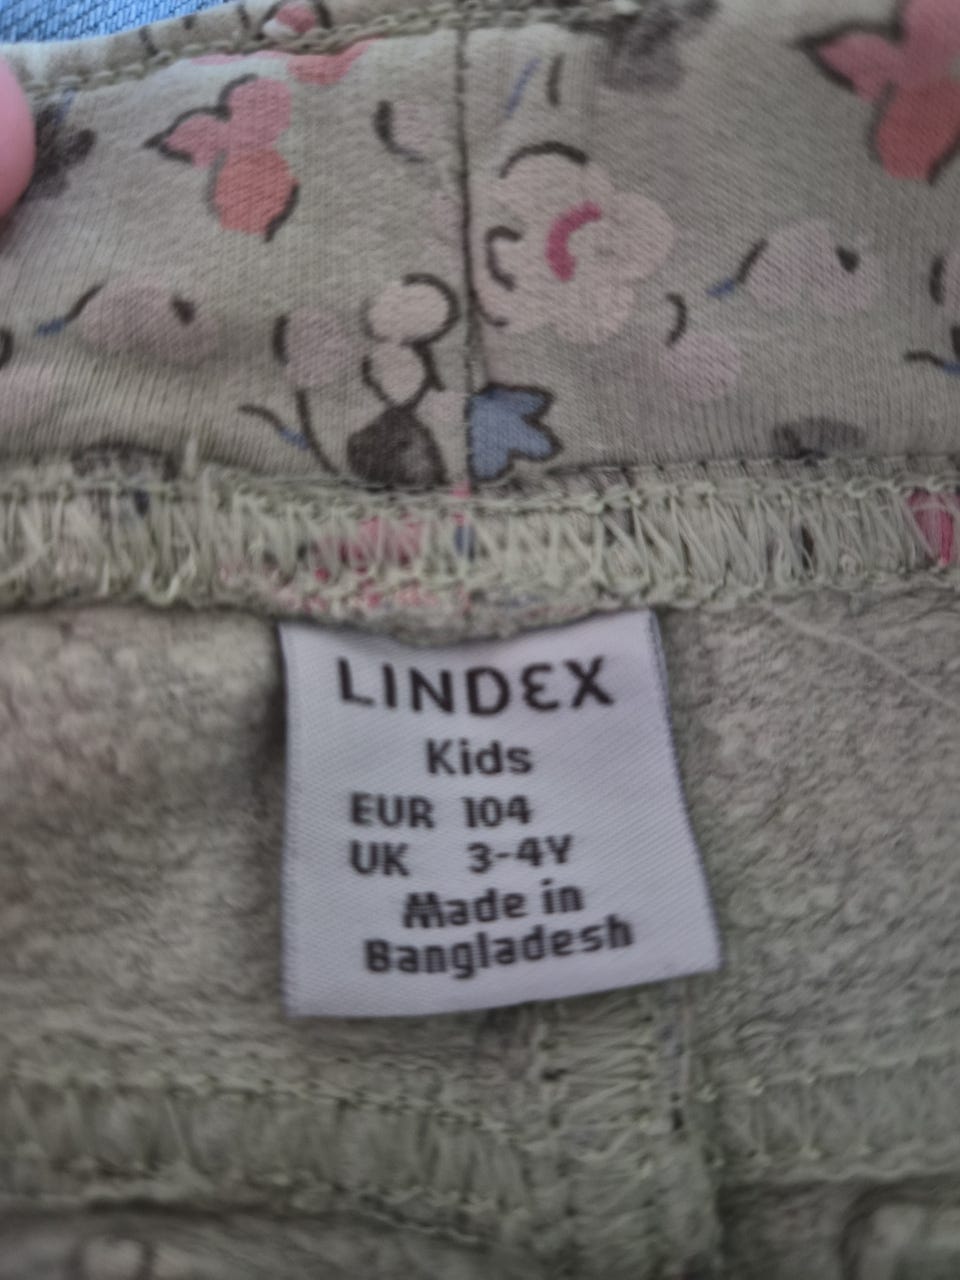 LINDEX
Kids
EUR 104
UK 3-4Y
Made in
Bangladesh